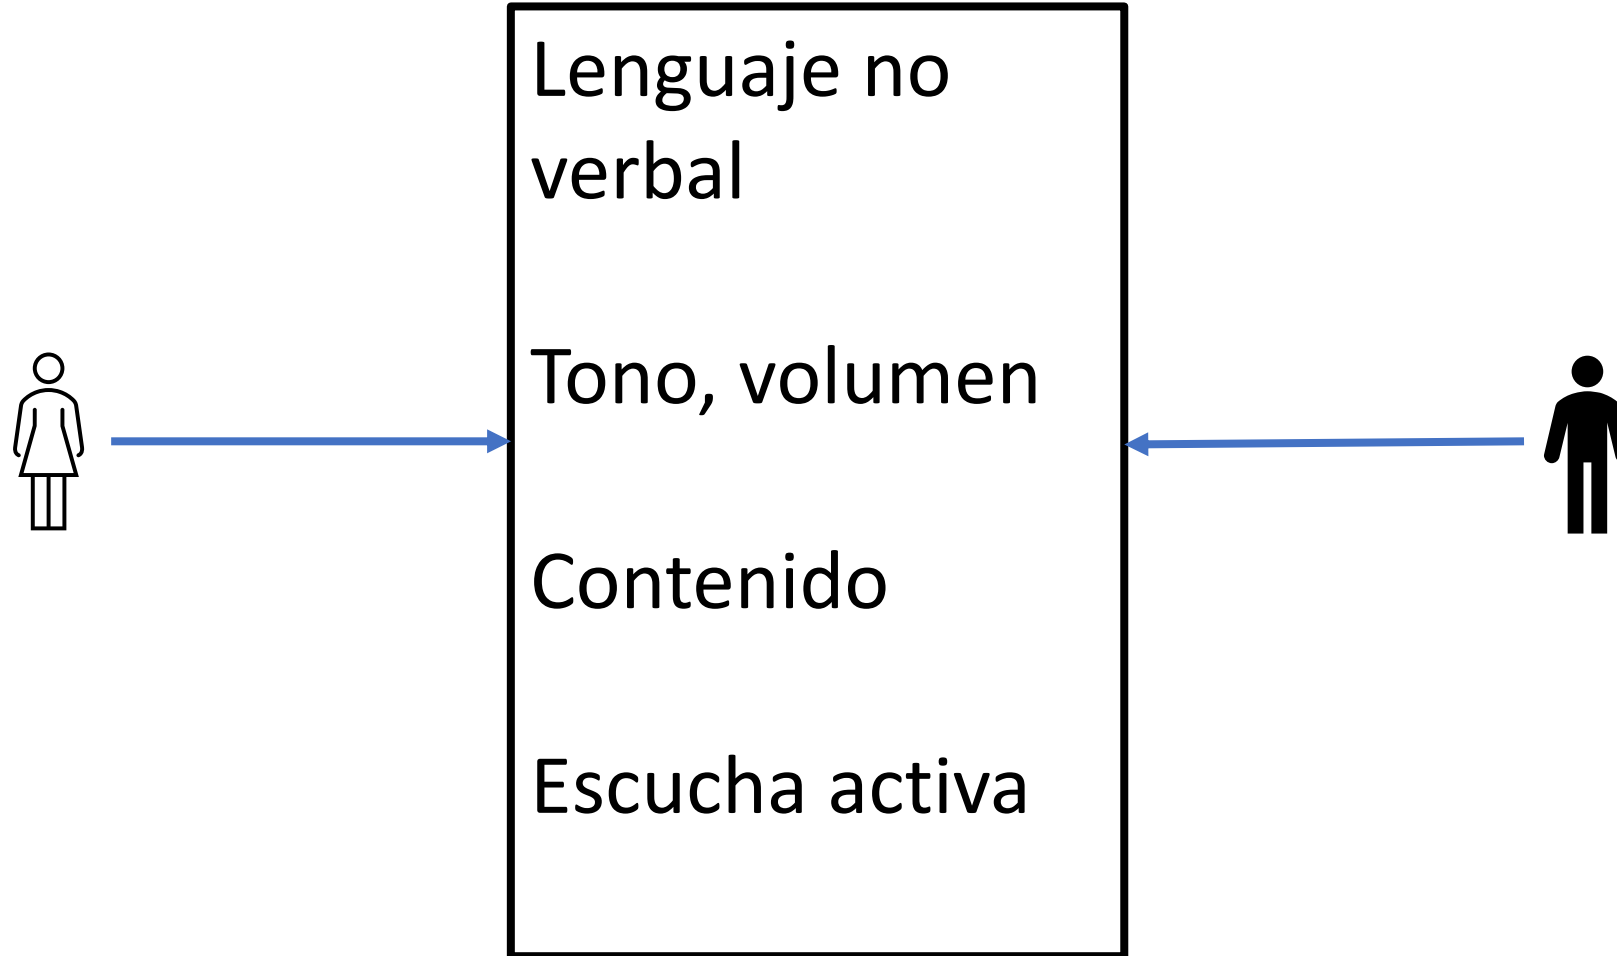 Lenguaje no
verbal
Tono, volumen
Contenido
Escucha activa